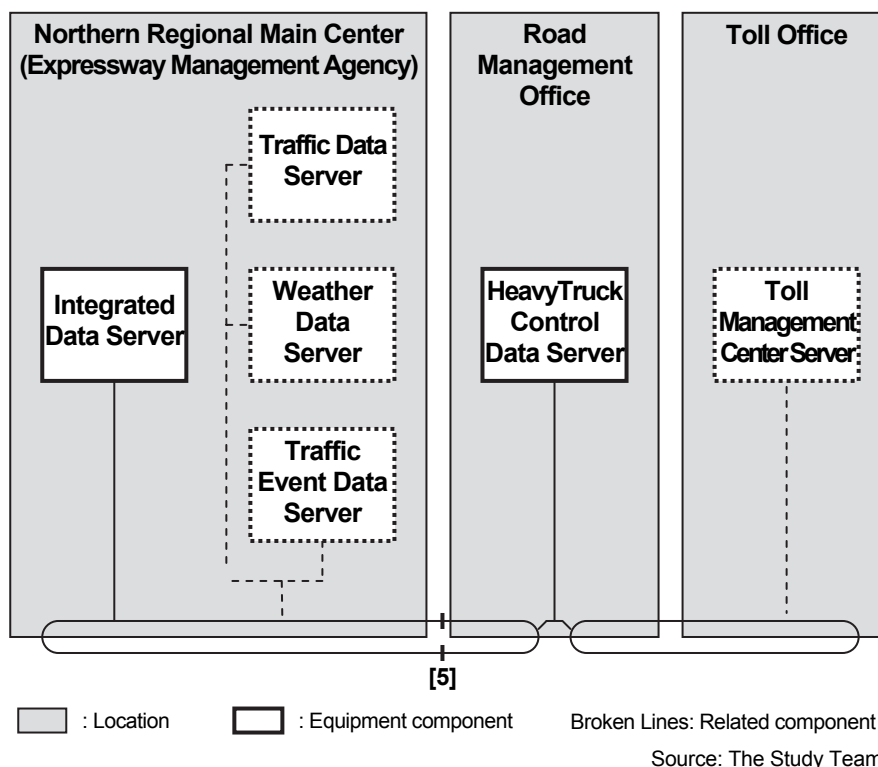 Northern Regional Main Center
(Expressway Management Agency)
Road
Management
Office
Toll Office
Traffic Data
Server
Integrated
Data Server
Weather
Data
Server
HeavyTruck
Control
Data Server
Toll
Management
Center Server
Traffic
Event Data
Server
[5]
: Location
: Equipment component
Broken Lines: Related component
Source: The Study Team